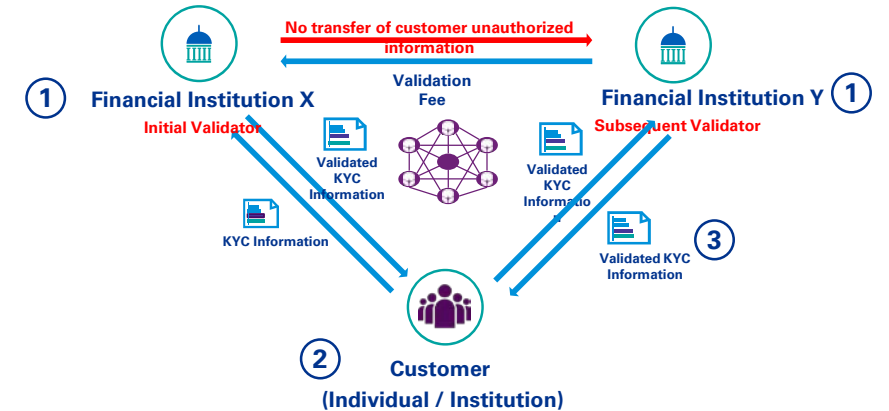 No transfer of customer unauthorized
information
Validation
Fee
1
Financial Institution X
Initial Validator
Financial Institution Y
1
Subsequent Validator
Validated
KYC
Information
Validated
KYC
Informatio
n
KYC Information
Validated KYC
Information
3
2
Customer
(Individual / Institution)